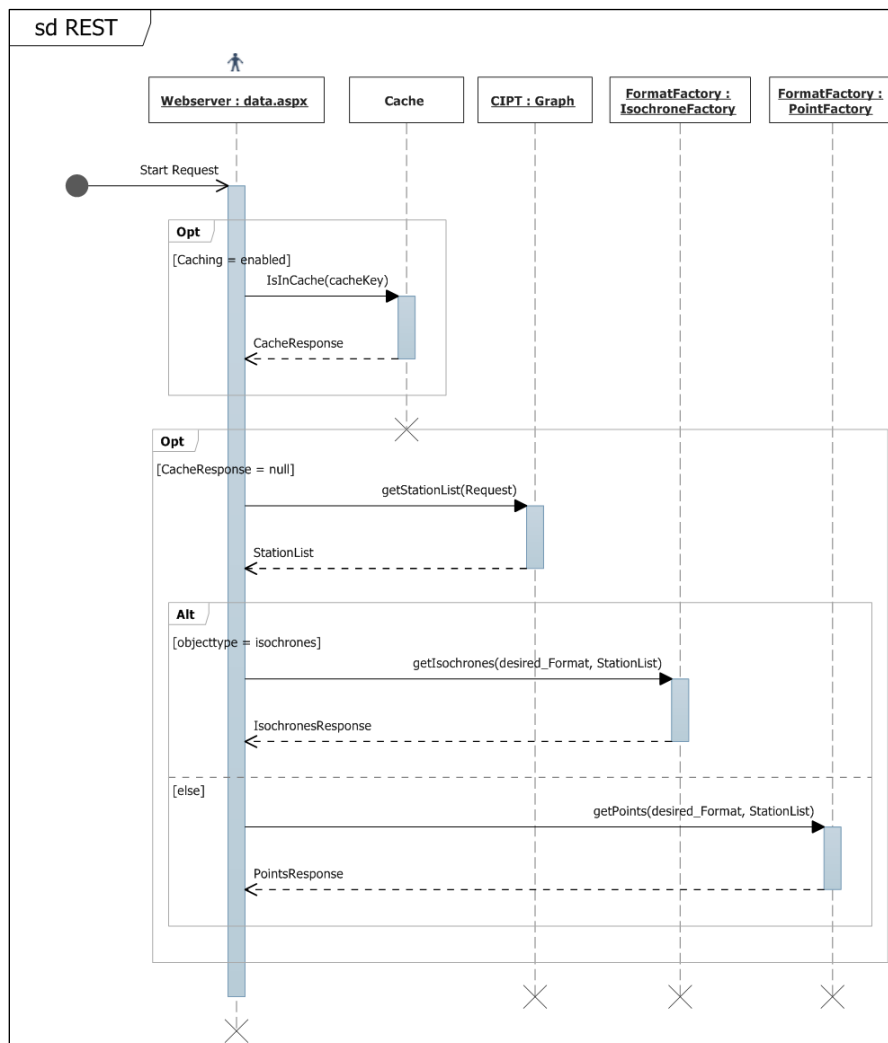 sd REST
Webserver : data.aspx
Cache
CIPT : Graph
FormatFactory :
IsochroneFactory
FormatFactory :
PointFactory
Start Request
Opt
[Caching = enabled]
IsInCache(cacheKey)
CacheResponse
Opt
[CacheResponse = null]
getStationList(Request)
StationList
Alt
[objecttype = isochrones]
getIsochrones(desired_Format, StationList)
IsochronesResponse
[else]
getPoints(desired_Format, StationList)
PointsResponse